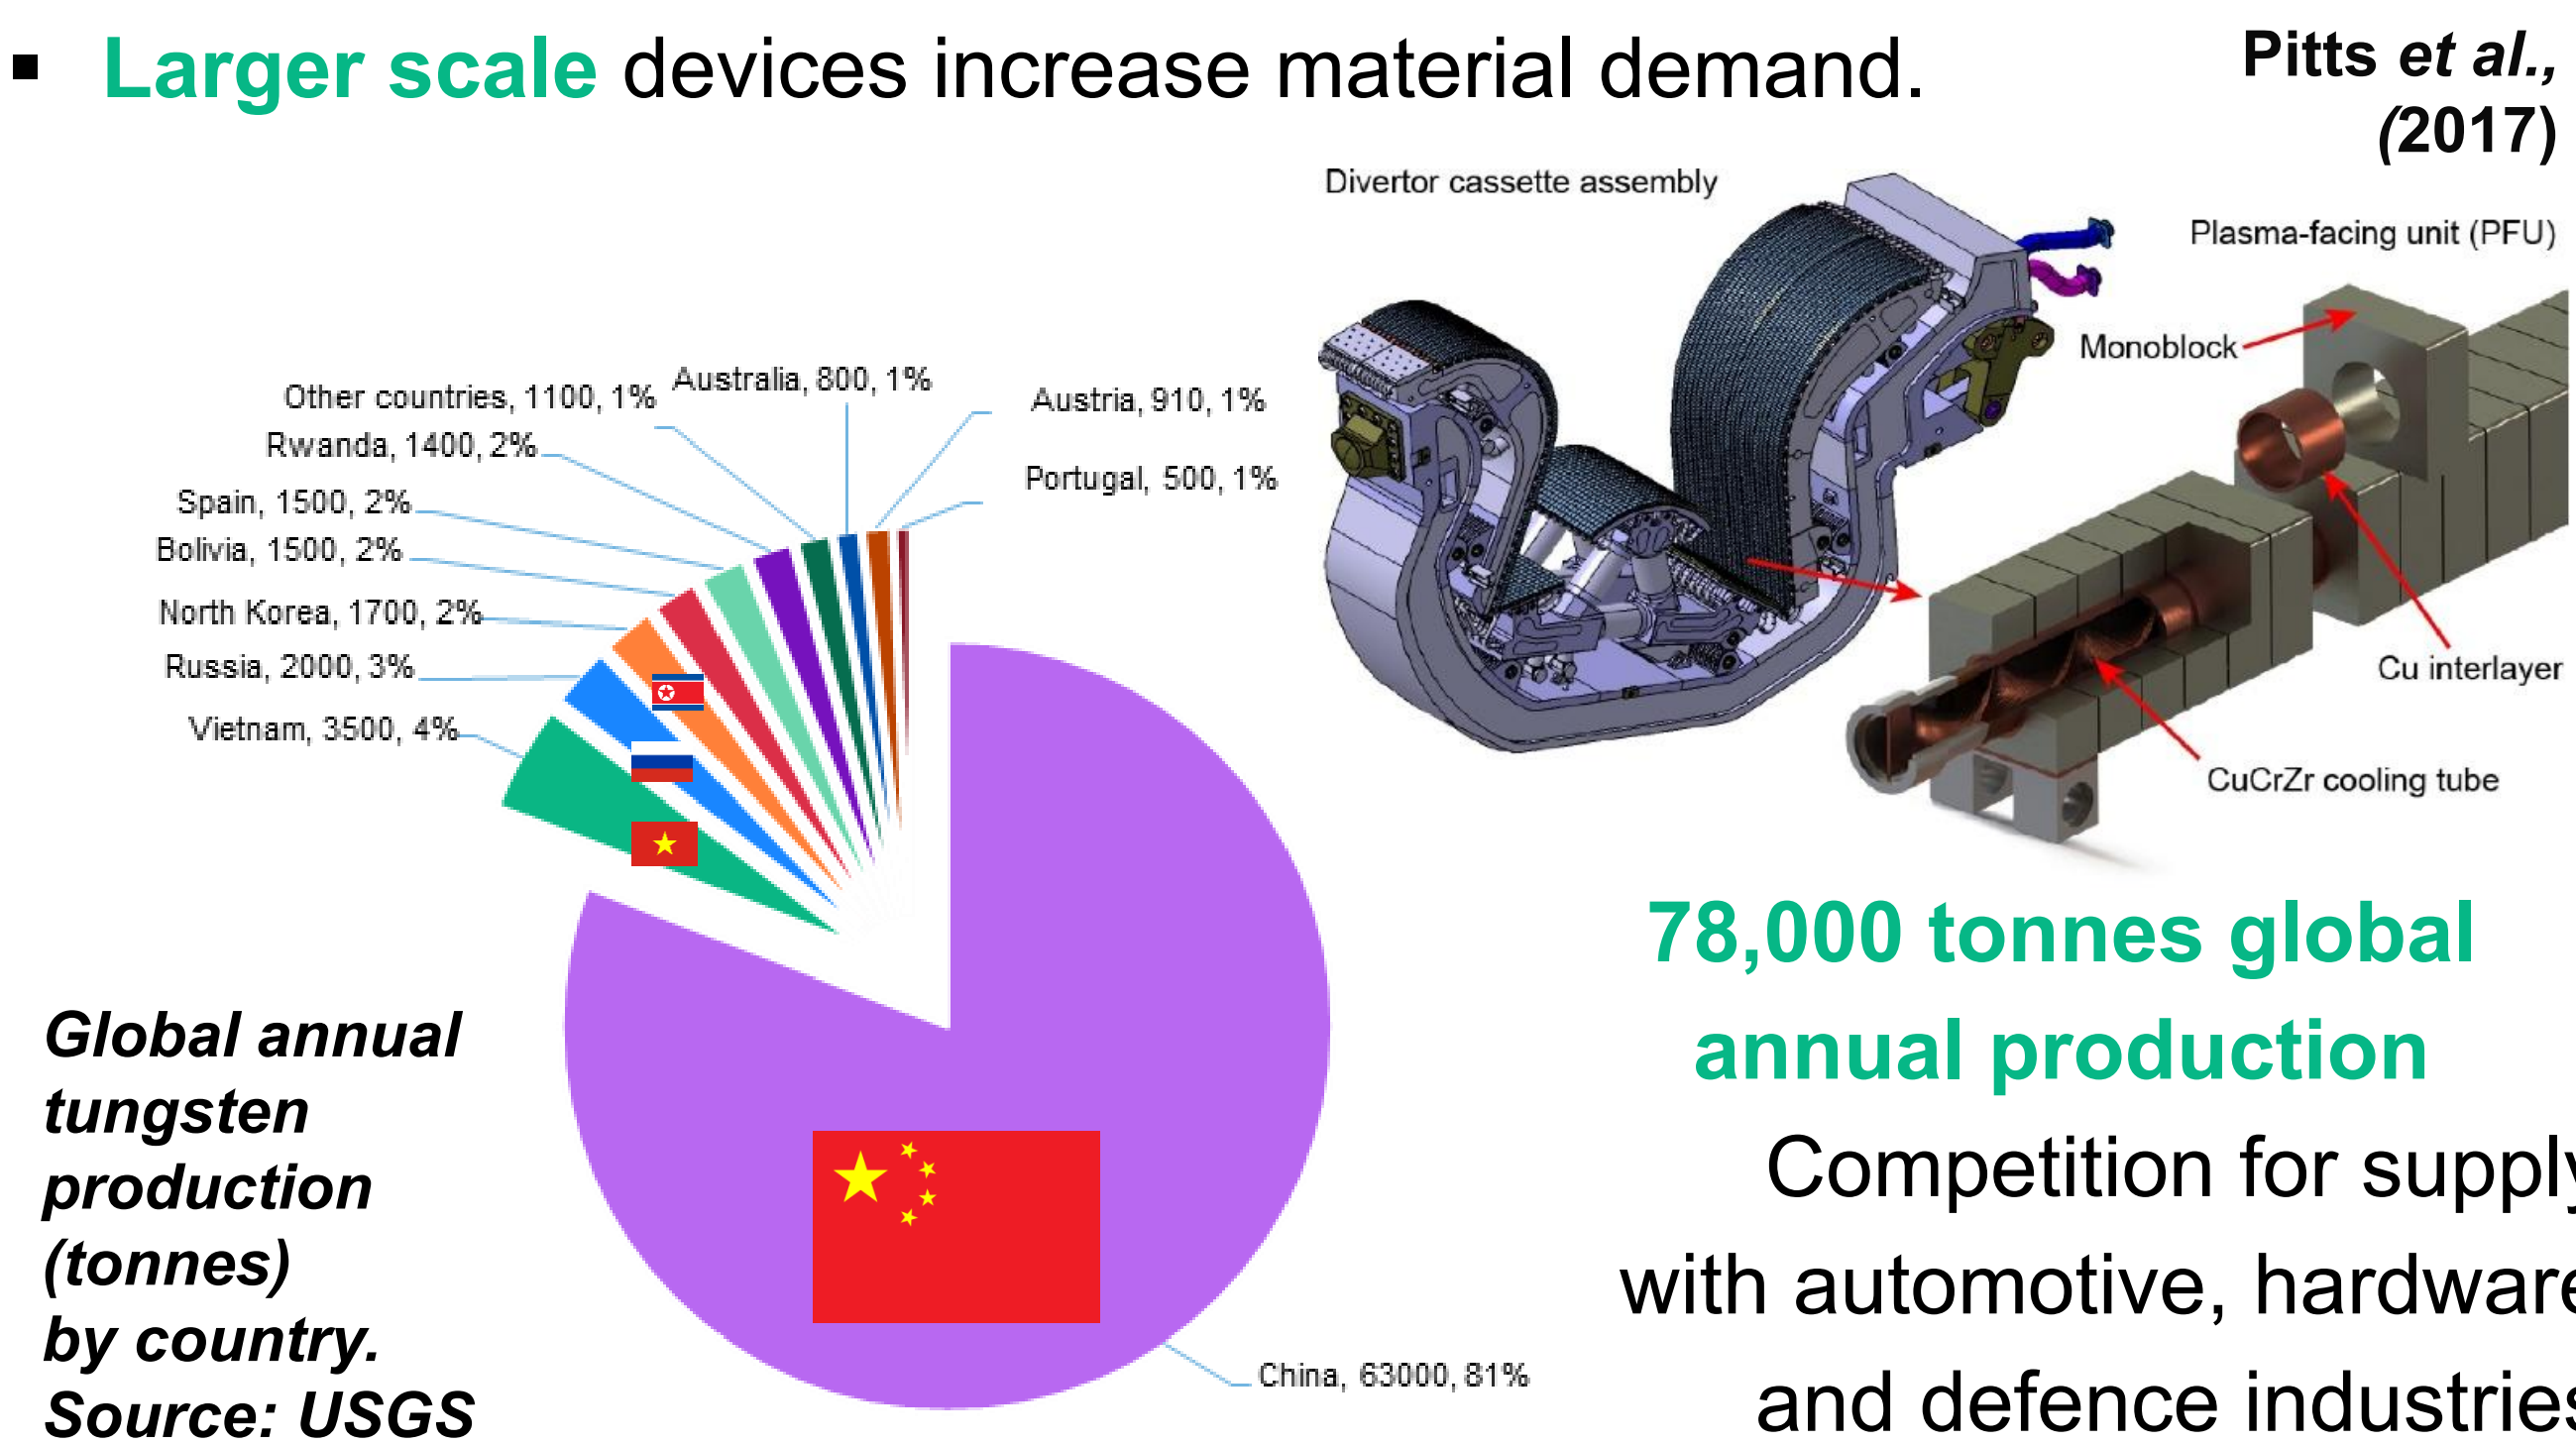 ▪ Larger scale devices increase material demand.
Pitts et al.,
(2017)
Divertor cassette assembly
Plasma-facing unit (PFU)
Monoblock
Cu interlayer
CuCrZr cooling tube
Other countries, 1100, 1%
Australia, 800, 1%
Austria, 910, 1%
Rwanda, 1400, 2%
Portugal, 500, 1%
Spain, 1500, 2%
Bolivia, 1500, 2%
North Korea, 1700, 2%
Russia, 2000, 3%
Vietnam, 3500, 4%
China, 63000, 81%
Global annual
tungsten
production
(tonnes)
by country.
Source: USGS
78,000 tonnes global
annual production
Competition for supply
with automotive, hardware
and defence industries